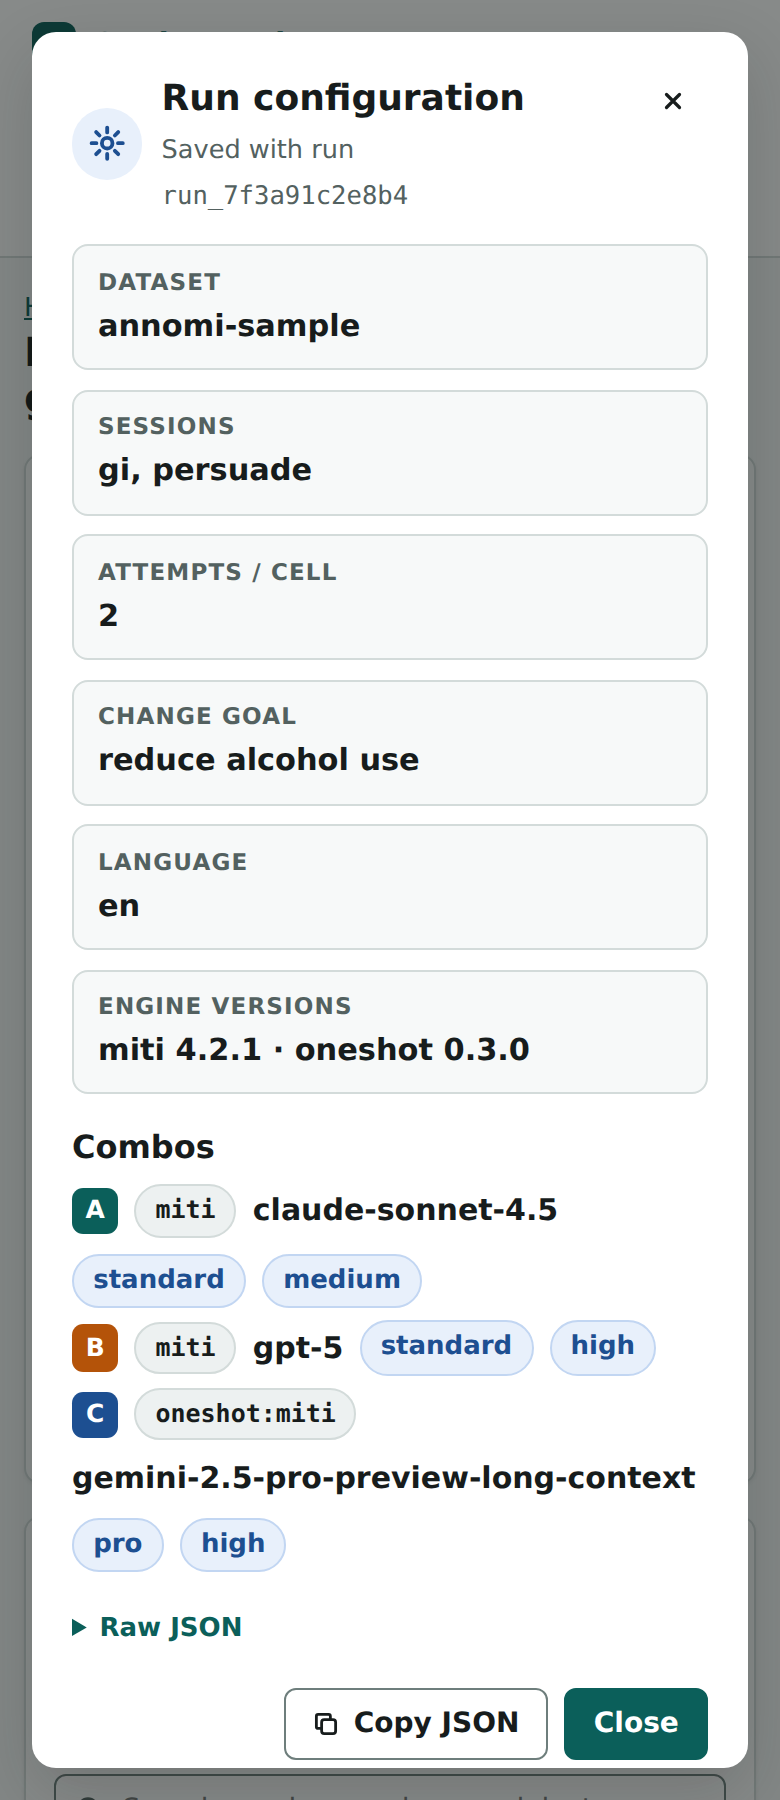 Run configuration
Saved with run
run_7f3a91c2e8b4
DATASET
annomi-sample
SESSIONS
gi, persuade
ATTEMPTS / CELL
2
CHANGE GOAL
reduce alcohol use
LANGUAGE
en
ENGINE VERSIONS
miti 4.2.1 · oneshot 0.3.0
Combos
A miti claude-sonnet-4.5
standard medium
B miti gpt-5 standard high
C oneshot:miti
gemini-2.5-pro-preview-long-context
pro high
Raw JSON
Copy JSON Close